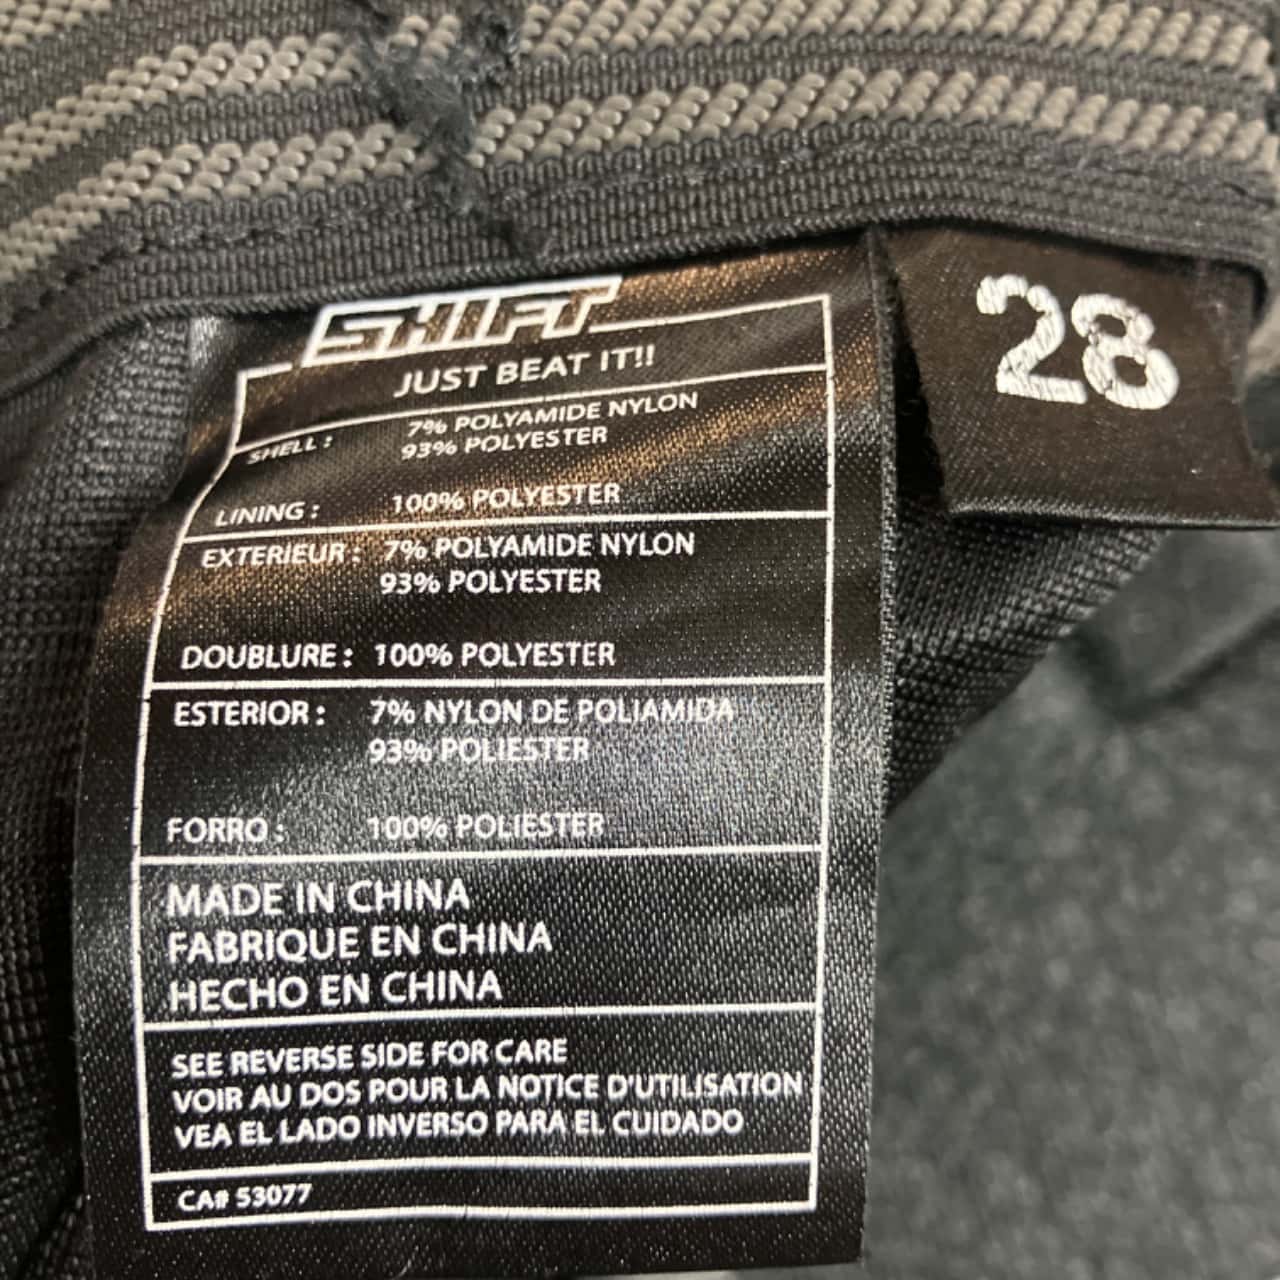 SHIFT
JUST BEAT IT!!
28
SHELL: 7% POLYAMIDE NYLON
93% POLYESTER
LINING: 100% POLYESTER
EXTERIEUR: 7% POLYAMIDE NYLON
93% POLYESTER
DOUBLURE: 100% POLYESTER
ESTERIOR: 7% NYLON DE POLIAMIDA
93% POLIESTER
FORRO: 100% POLIESTER
MADE IN CHINA
FABRIQUE EN CHINA
HECHO EN CHINA
SEE REVERSE SIDE FOR CARE
VOIR AU DOS POUR LA NOTICE D'UTILISATION
VEA EL LADO INVERSO PARA EL CUIDADO
CA# 53077